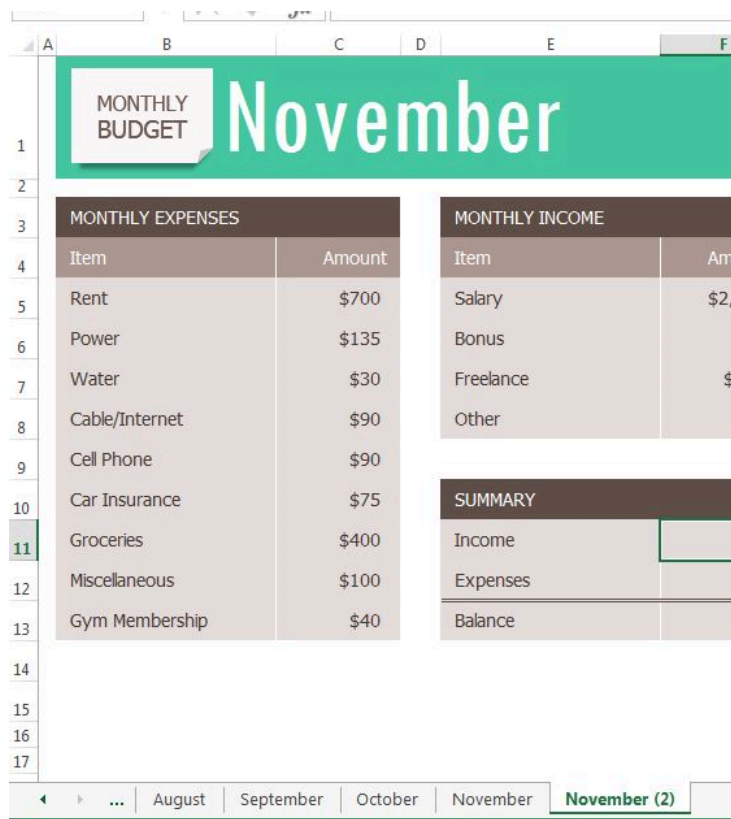 A B C D E F
1 MONTHLY BUDGET November
2
3 MONTHLY EXPENSES MONTHLY INCOME
4 Item Amount Item Am
5 Rent $700 Salary $2,
6 Power $135 Bonus
7 Water $30 Freelance $
8 Cable/Internet $90 Other
9 Cell Phone $90
10 Car Insurance $75 SUMMARY
11 Groceries $400 Income
12 Miscellaneous $100 Expenses
13 Gym Membership $40 Balance
14
15
16
17
... August September October November November (2)